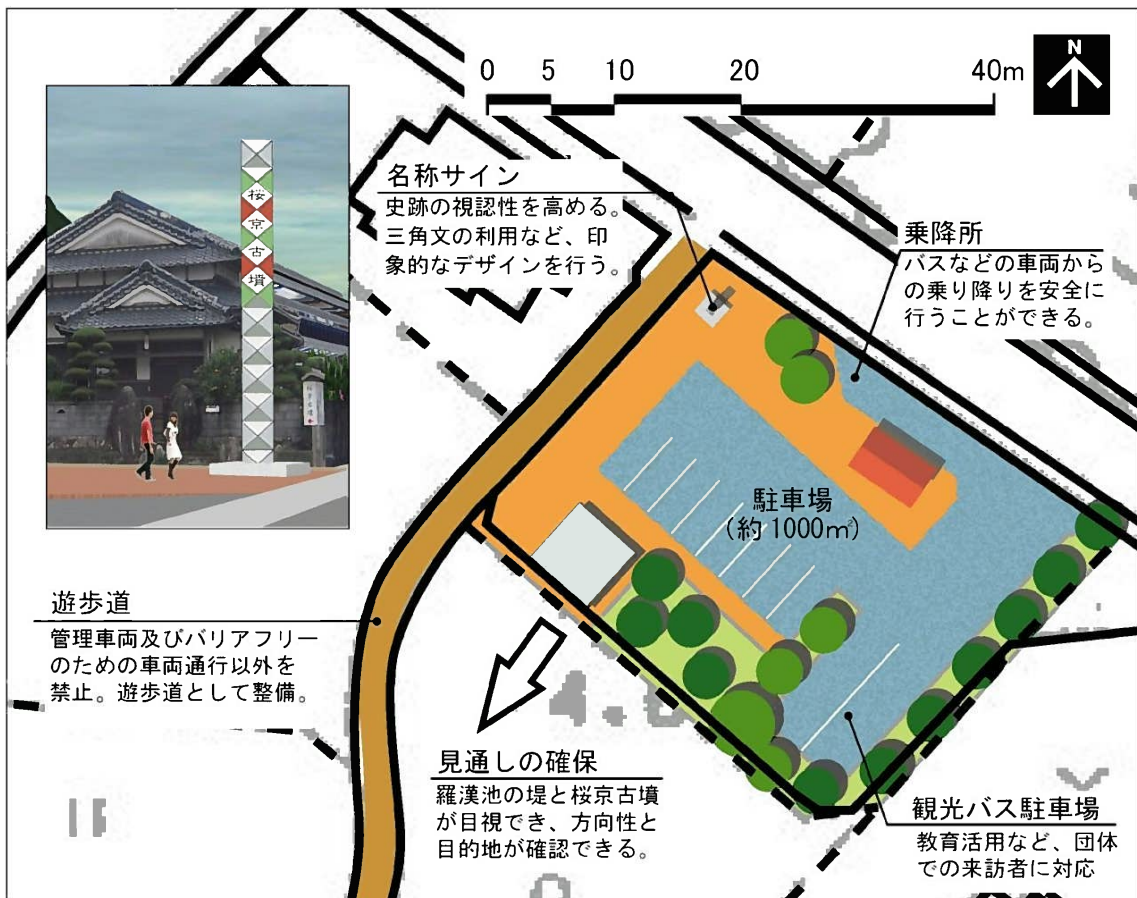 0 5 10 20 40m
N
桜
京
古
墳
名称サイン
史跡の視認性を高める。
三角文の利用など、印
象的なデザインを行う。
乗降所
バスなどの車両から
の乗り降りを安全に
行うことができる。
駐車場
(約1000㎡)
遊歩道
管理車両及びバリアフリー
のための車両通行以外を
禁止。遊歩道として整備。
見通しの確保
羅漢池の堤と桜京古墳
が目視でき、方向性と
目的地が確認できる。
観光バス駐車場
教育活用など、団体
での来訪者に対応